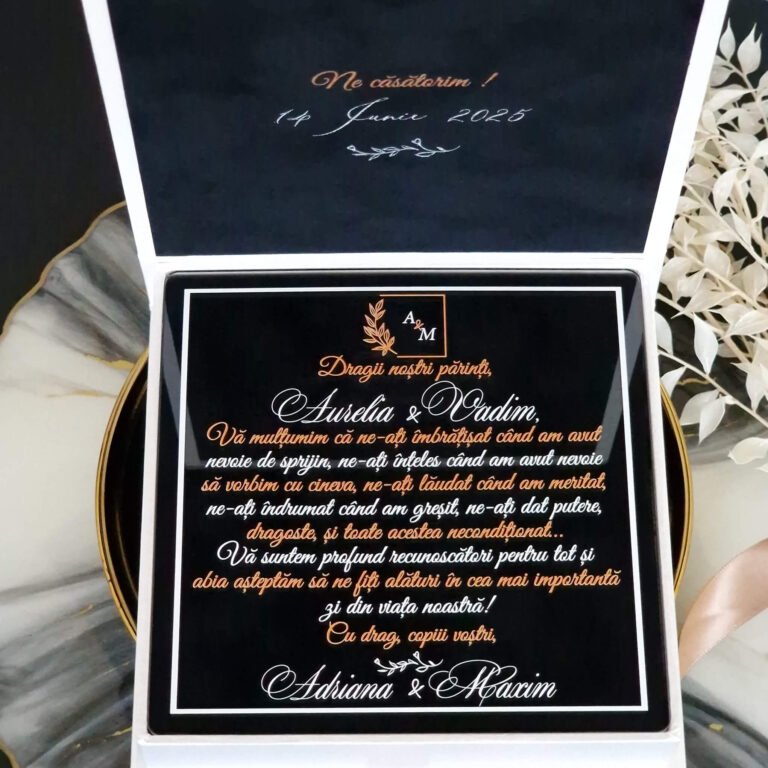 Ne căsătorim !
14 Iunie 2025
A
&
M
Dragii noștri părinți,
Aurelia & Vadim,
Vă mulțumim că ne-ați îmbrățișat când am avut
nevoie de sprijin, ne-ați înțeles când am avut nevoie
să vorbim cu cineva, ne-ați lăudat când am meritat,
ne-ați îndrumat când am greșit, ne-ați dat putere,
dragoste, și toate acestea necondiționat...
Vă suntem profund recunoscători pentru tot și
abia așteptăm să ne fiți alături în cea mai importantă
zi din viața noastră!
Cu drag, copiii voștri,
Adriana & Maxim